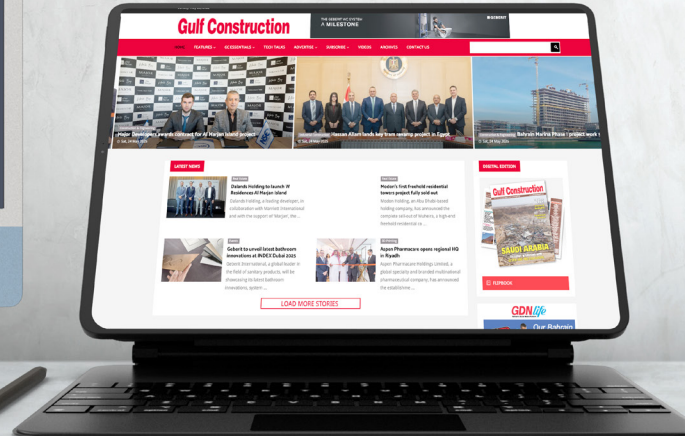 THE GEBERIT AC SYSTEM
A MILESTONE
GEBERIT
Gulf Construction
HOME FEATURES GC ESSENTIALS TECH TALKS ADVERTISE SUBSCRIBE VIDEOS ARCHIVES CONTACT US
Major Developers awards contract for Al Marjan Island project
Hassan Allam lands key tram revamp project in Egypt
Bahrain Marina Phase 1 project work
LATEST NEWS
Dalands Holding to launch JW
Residences Al Marjan Island
Dalands Holding, a leading developer, in
collaboration with Marriott International
and with the support of Marjan, the ...
Modon's first freehold residential
towers project fully sold out
Modon Holding, an Abu Dhabi-based
holding company, has announced the
complete sell-out of
a high-end
freehold residential
Geberit to unveil latest bathroom
innovations at INDEX Dubai 2025
Geberit International, a global leader in
the field of sanitary products, will be
showcasing its latest bathroom
innovations, system ...
Aspen Pharmacare opens regional HQ
in Riyadh
Aspen Pharmacare Holdings Limited, a
global specialty and branded multinational
pharmaceutical company, has announced
the establishme ...
LOAD MORE STORIES
DIGITAL EDITION
Gulf Construction
SAUDI ARABIA
FLIPBOOK
GDNlife
Our Bahrain